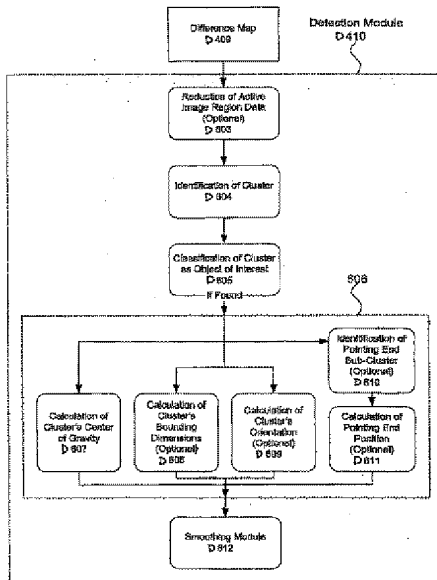 Difference Map
D 409
Detection Module
D 410
Reduction of Active
Image Region Data
(Optional)
D 603
Identification of Cluster
D 604
Classification of Cluster
as Object of Interest
D 605
If Found
606
Identification of
Pointing End
Sub-Cluster
(Optional)
D 610
Calculation of
Cluster's Center
of Gravity
D 607
Calculation of
Cluster's
Bounding
Dimensions
(Optional)
D 608
Calculation of
Cluster's
Orientation
(Optional)
D 609
Calculation of
Pointing End
Position
(Optional)
D 611
Smoothing Module
D 612